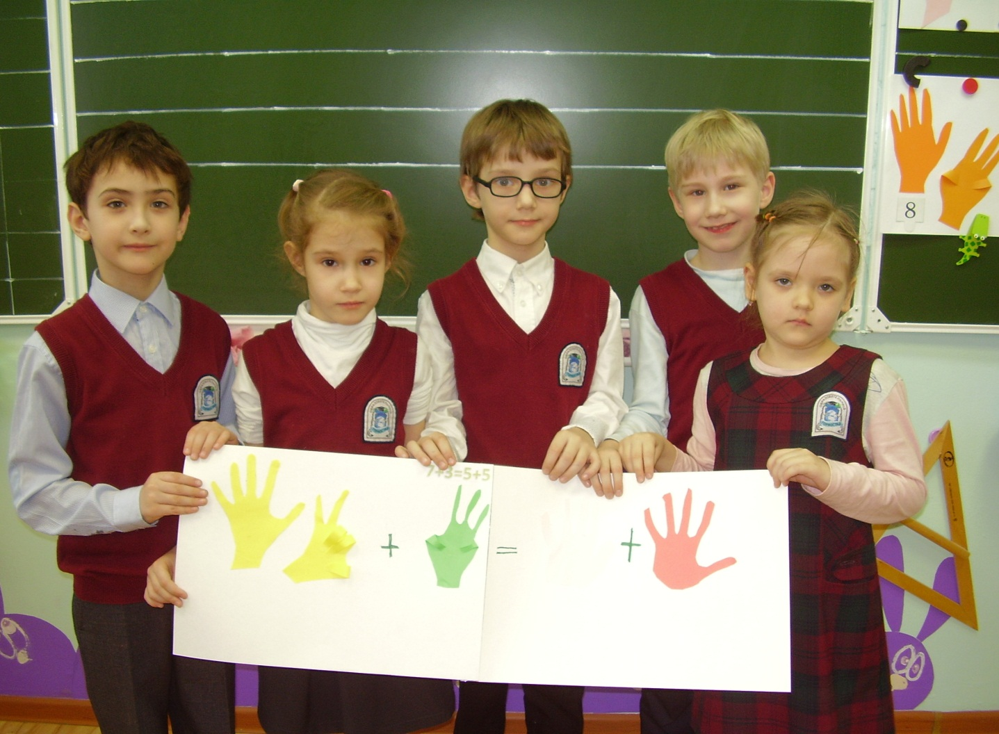 7+3=5+5
+ = +
8